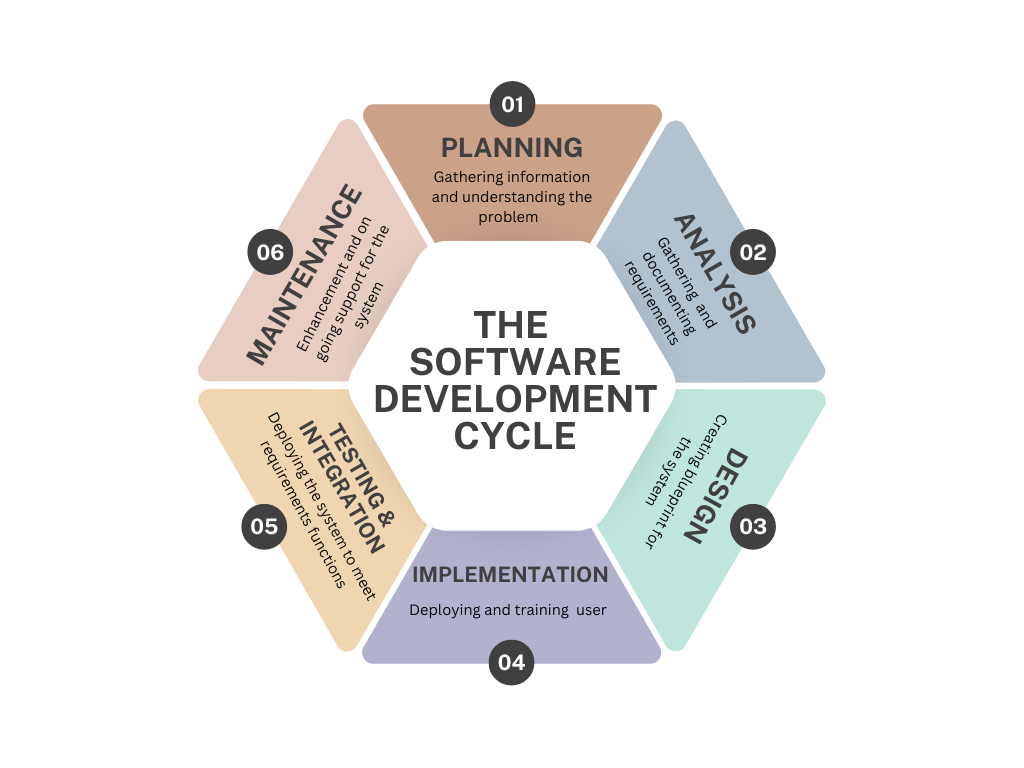 01
PLANNING
Gathering information
and understanding the
problem
02
ANALYSIS
Gathering and
documenting
requirements
03
DESIGN
Creating blueprint for
the system
04
IMPLEMENTATION
Deploying and training user
05
TESTING &
INTEGRATION
Deploying the system to meet
requirements functions
06
MAINTENANCE
Enhancement and on
going support for the
system
THE
SOFTWARE
DEVELOPMENT
CYCLE